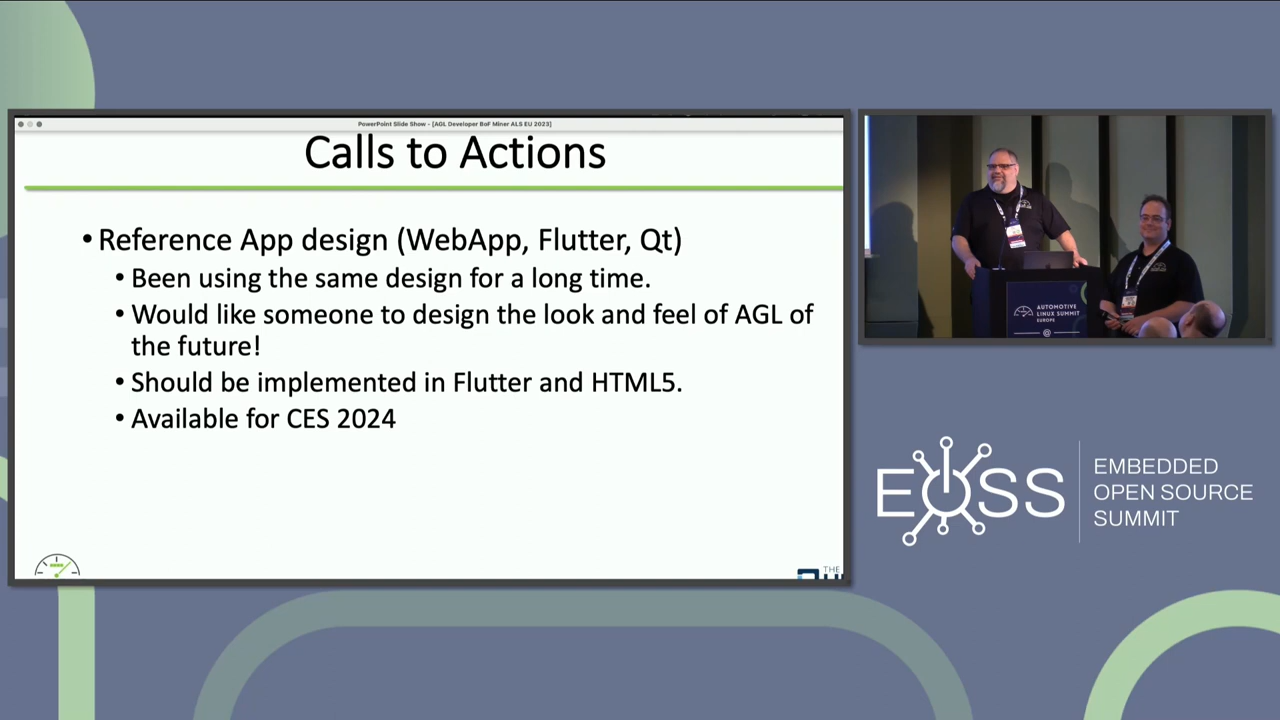 PowerPoint Slide Show - [AGL Developer BoF Miner ALS EU 2023]
Calls to Actions
• Reference App design (WebApp, Flutter, Qt)
• Been using the same design for a long time.
• Would like someone to design the look and feel of AGL of
the future!
• Should be implemented in Flutter and HTML5.
• Available for CES 2024
THE
AUTOMOTIVE
LINUX SUMMIT
EUROPE
EOSS
EMBEDDED
OPEN SOURCE
SUMMIT